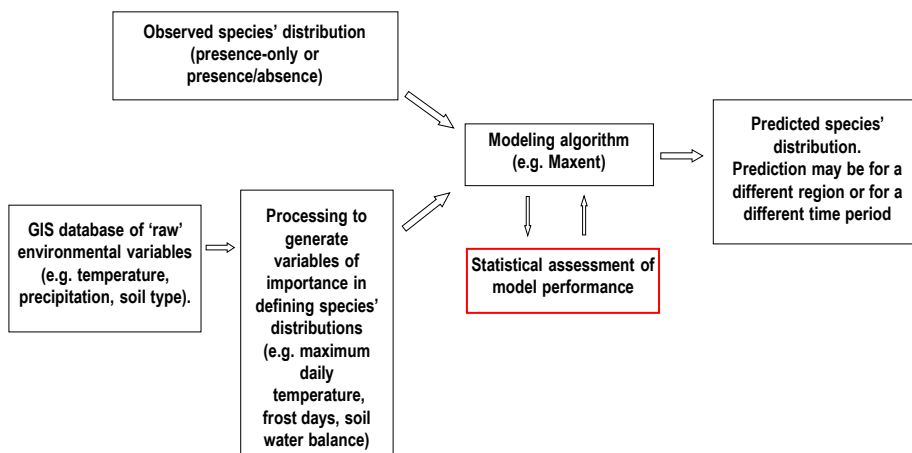 Observed species' distribution
(presence-only or
presence/absence)
Modeling algorithm
(e.g. Maxent)
Predicted species'
distribution.
Prediction may be for a
different region or for a
different time period
GIS database of ‘raw’
environmental variables
(e.g. temperature,
precipitation, soil type).
Processing to
generate
variables of
importance in
defining species’
distributions
(e.g. maximum
daily
temperature,
frost days, soil
water balance)
Statistical assessment of
model performance